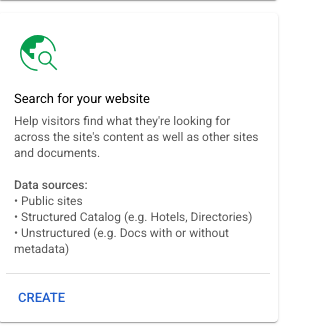 Search for your website
Help visitors find what they're looking for
across the site's content as well as other sites
and documents.
Data sources:
• Public sites
• Structured Catalog (e.g. Hotels, Directories)
• Unstructured (e.g. Docs with or without
metadata)
CREATE